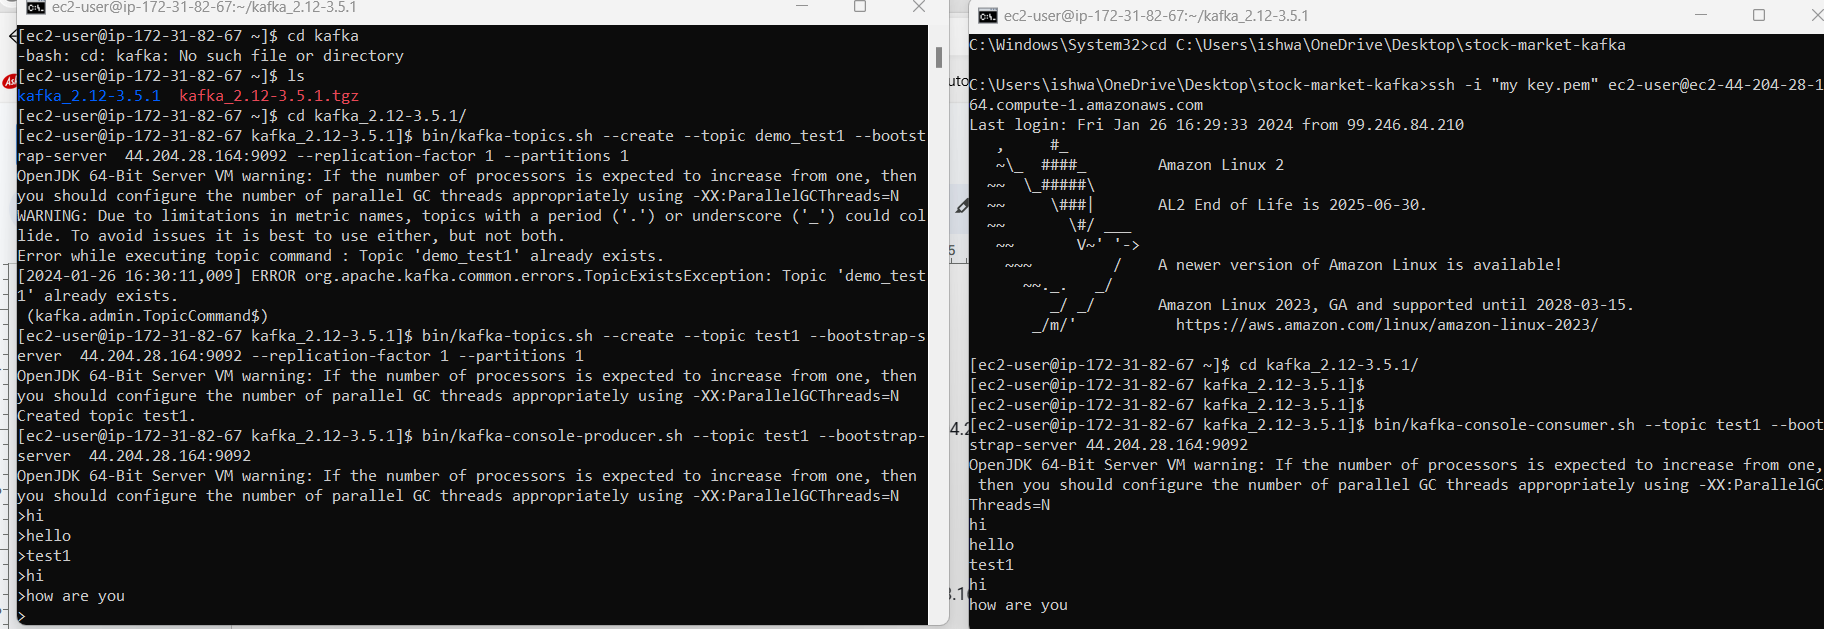 ec2-user@ip-172-31-82-67:~/kafka_2.12-3.5.1
[ec2-user@ip-172-31-82-67 ~]$ cd kafka
-bash: cd: kafka: No such file or directory
[ec2-user@ip-172-31-82-67 ~]$ ls
kafka_2.12-3.5.1  kafka_2.12-3.5.1.tgz
[ec2-user@ip-172-31-82-67 ~]$ cd kafka_2.12-3.5.1/
[ec2-user@ip-172-31-82-67 kafka_2.12-3.5.1]$ bin/kafka-topics.sh --create --topic demo_test1 --bootst
rap-server  44.204.28.164:9092 --replication-factor 1 --partitions 1
OpenJDK 64-Bit Server VM warning: If the number of processors is expected to increase from one, then
you should configure the number of parallel GC threads appropriately using -XX:ParallelGCThreads=N
WARNING: Due to limitations in metric names, topics with a period ('.') or underscore ('_') could col
lide. To avoid issues it is best to use either, but not both.
Error while executing topic command : Topic 'demo_test1' already exists.
[2024-01-26 16:30:11,009] ERROR org.apache.kafka.common.errors.TopicExistsException: Topic 'demo_test
1' already exists.
 (kafka.admin.TopicCommand$)
[ec2-user@ip-172-31-82-67 kafka_2.12-3.5.1]$ bin/kafka-topics.sh --create --topic test1 --bootstrap-s
erver  44.204.28.164:9092 --replication-factor 1 --partitions 1
OpenJDK 64-Bit Server VM warning: If the number of processors is expected to increase from one, then
you should configure the number of parallel GC threads appropriately using -XX:ParallelGCThreads=N
Created topic test1.
[ec2-user@ip-172-31-82-67 kafka_2.12-3.5.1]$ bin/kafka-console-producer.sh --topic test1 --bootstrap-
server  44.204.28.164:9092
OpenJDK 64-Bit Server VM warning: If the number of processors is expected to increase from one, then
you should configure the number of parallel GC threads appropriately using -XX:ParallelGCThreads=N
>hi
>hello
>test1
>hi
>how are you
>
ec2-user@ip-172-31-82-67:~/kafka_2.12-3.5.1
C:\Windows\System32>cd C:\Users\ishwa\OneDrive\Desktop\stock-market-kafka
C:\Users\ishwa\OneDrive\Desktop\stock-market-kafka>ssh -i "my key.pem" ec2-user@ec2-44-204-28-1
64.compute-1.amazonaws.com
Last login: Fri Jan 26 16:29:33 2024 from 99.246.84.210
   ,     #_
   ~\_  ####_        Amazon Linux 2
  ~~  \_#####\
  ~~     \###|       AL2 End of Life is 2025-06-30.
  ~~       \#/ ___
   ~~       V~' '->
    ~~~         /    A newer version of Amazon Linux is available!
      ~~._.   _/
         _/ _/       Amazon Linux 2023, GA and supported until 2028-03-15.
       _/m/'           https://aws.amazon.com/linux/amazon-linux-2023/
[ec2-user@ip-172-31-82-67 ~]$ cd kafka_2.12-3.5.1/
[ec2-user@ip-172-31-82-67 kafka_2.12-3.5.1]$
[ec2-user@ip-172-31-82-67 kafka_2.12-3.5.1]$
[ec2-user@ip-172-31-82-67 kafka_2.12-3.5.1]$ bin/kafka-console-consumer.sh --topic test1 --boot
strap-server 44.204.28.164:9092
OpenJDK 64-Bit Server VM warning: If the number of processors is expected to increase from one,
 then you should configure the number of parallel GC threads appropriately using -XX:ParallelGC
Threads=N
hi
hello
test1
hi
how are you